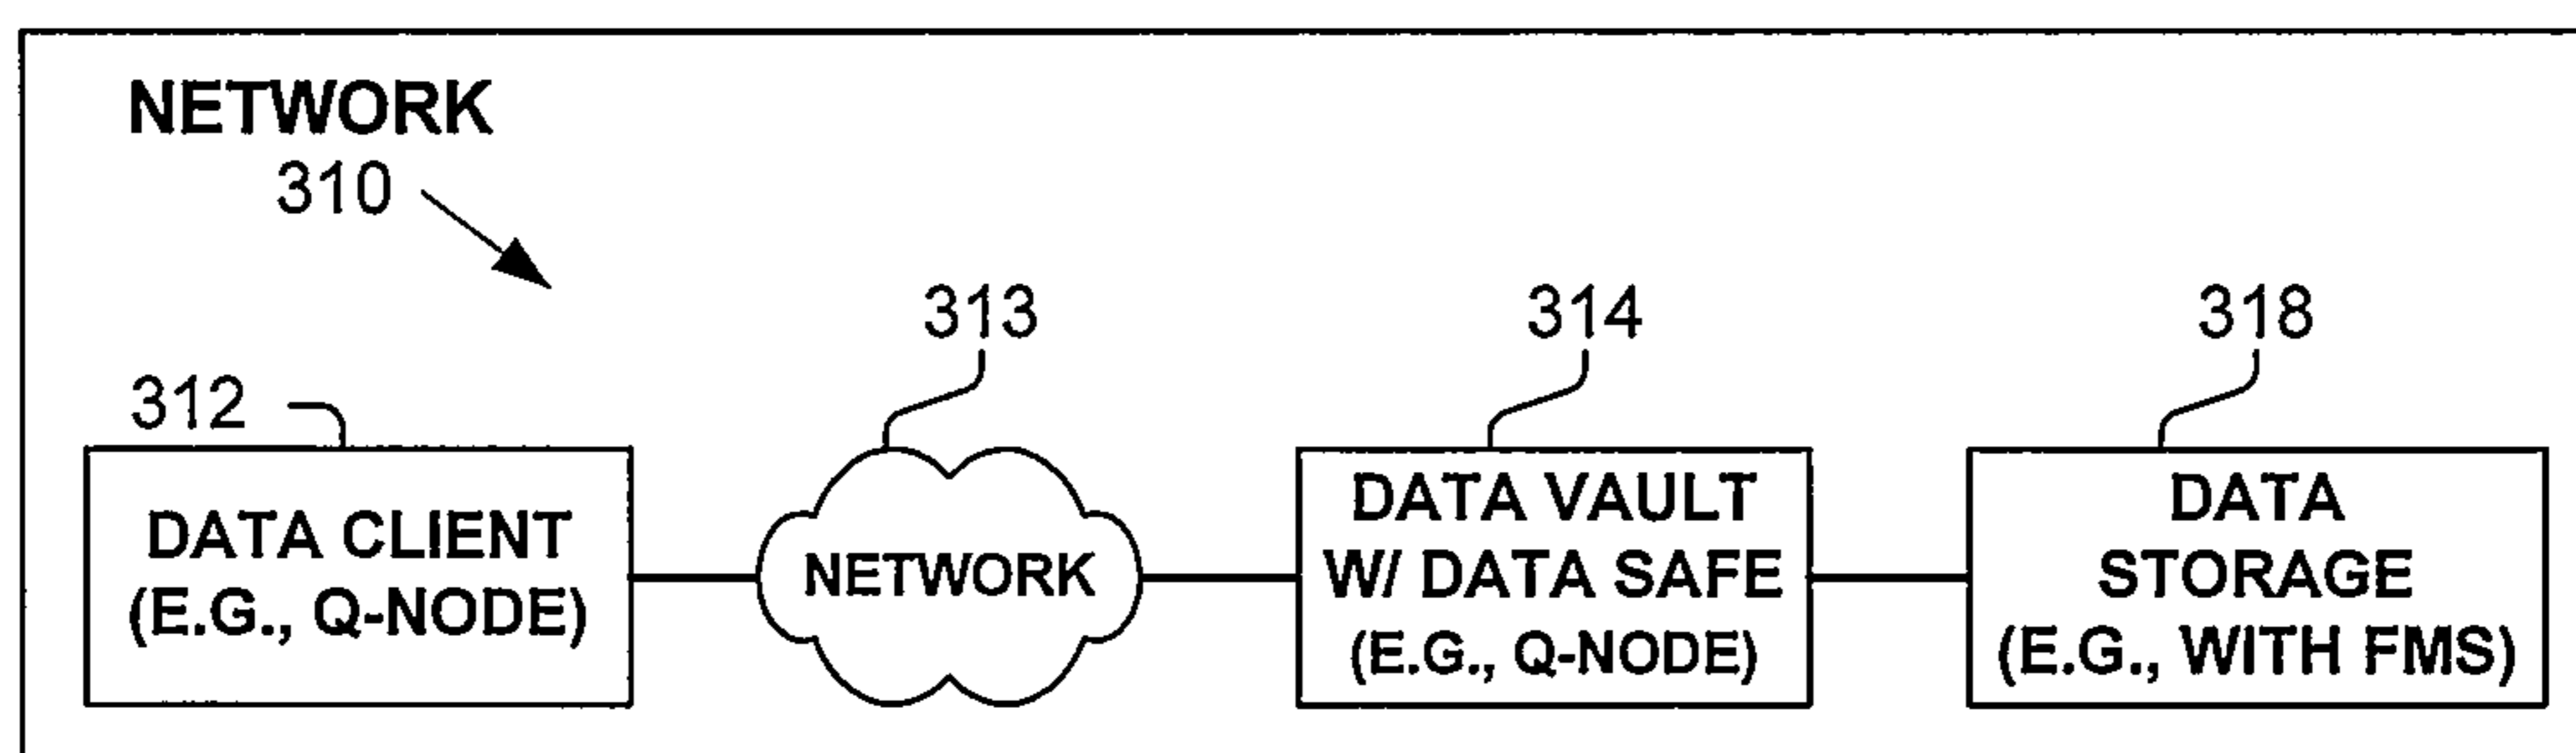 NETWORK
310
313
314
318
312
DATA CLIENT
(E.G., Q-NODE)
NETWORK
DATA VAULT
W/ DATA SAFE
(E.G., Q-NODE)
DATA
STORAGE
(E.G., WITH FMS)